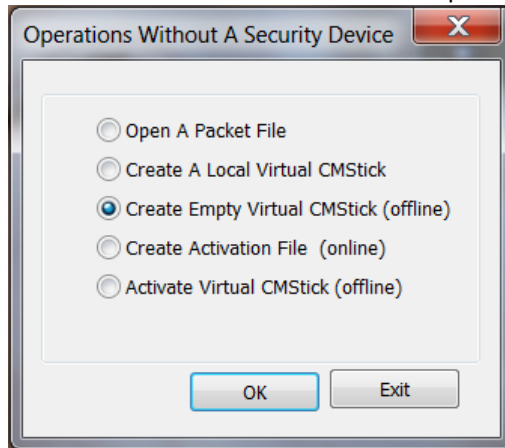 Operations Without A Security Device
Open A Packet File
Create A Local Virtual CMStick
Create Empty Virtual CMStick (offline)
Create Activation File (online)
Activate Virtual CMStick (offline)
OK
Exit